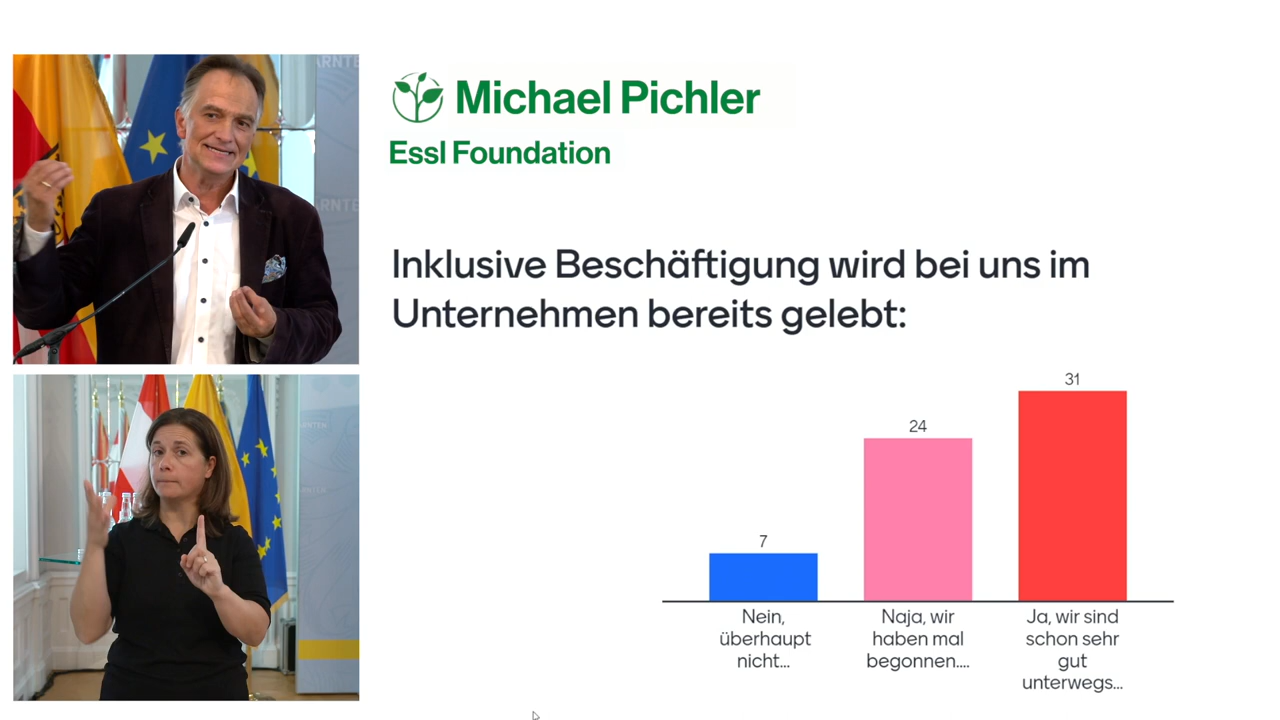 Michael Pichler
Essl Foundation
Inklusive Beschäftigung wird bei uns im
Unternehmen bereits gelebt:
7
24
31
Nein,
überhaupt
nicht...
Naja, wir
haben mal
begonnen....
Ja, wir sind
schon sehr
gut
unterwegs...